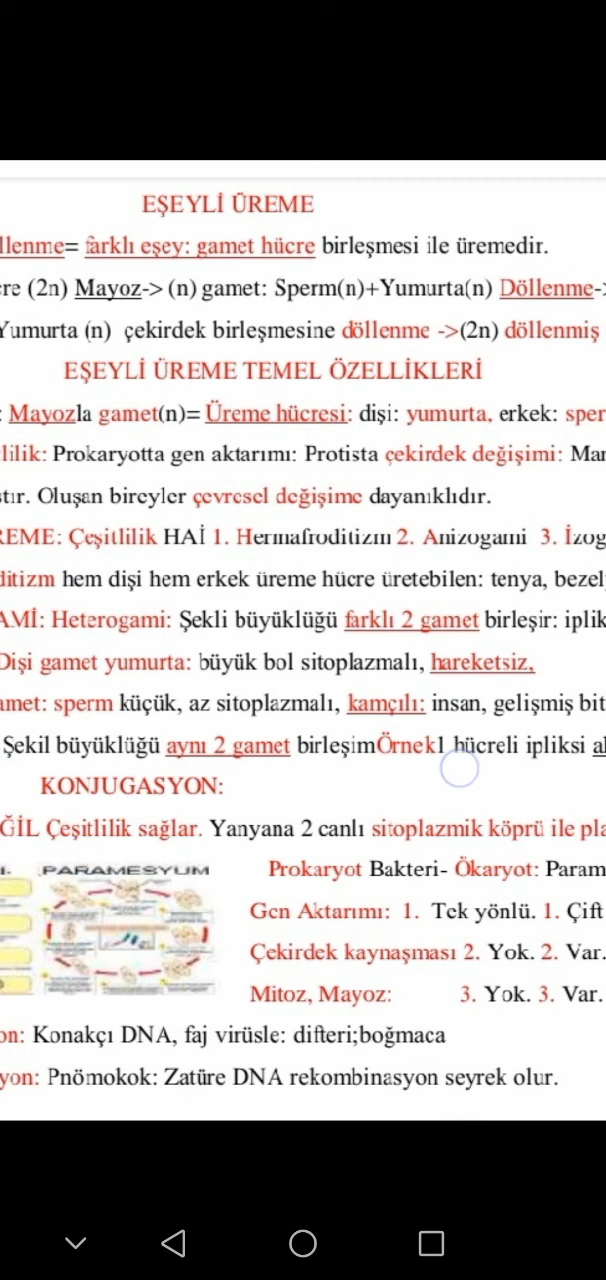 EŞEYLİ ÜREME
llenme= farklı eşey: gamet hücre birleşmesi ile üremedir.
re (2n) Mayoz-> (n) gamet: Sperm(n)+Yumurta(n) Döllenme->
Yumurta (n) çekirdek birleşmesine döllenme ->(2n) döllenmiş
EŞEYLİ ÜREME TEMEL ÖZELLİKLERİ
: Mayozla gamet(n)= Üreme hücresi: dişi: yumurta, erkek: sper
lilik: Prokaryotta gen aktarımı: Protista çekirdek değişimi: Mar
stır. Oluşan bireyler çevresel değişime dayanıklıdır.
REME: Çeşitlilik HAİ 1. Hermafroditizm 2. Anizogami 3. İzog
ditizm hem dişi hem erkek üreme hücre üretebilen: tenya, bezel
AMİ: Heterogami: Şekli büyüklüğü farklı 2 gamet birleşir: iplik
Dişi gamet yumurta: büyük bol sitoplazmalı, hareketsiz,
amet: sperm küçük, az sitoplazmalı, kamçılı: insan, gelişmiş bit
Şekil büyüklüğü aynı 2 gamet birleşimÖrnek1 hücreli ipliksi al
KONJUGASYON:
ĞİL Çeşitlilik sağlar. Yanyana 2 canlı sitoplazmik köprü ile pla
PARAMESYUM
Prokaryot Bakteri- Ökaryot: Param
Gen Aktarımı: 1. Tek yönlü. 1. Çift
Çekirdek kaynaşması 2. Yok. 2. Var.
Mitoz, Mayoz: 3. Yok. 3. Var.
on: Konakçı DNA, faj virüsle: difteri;boğmaca
yon: Pnömokok: Zatüre DNA rekombinasyon seyrek olur.